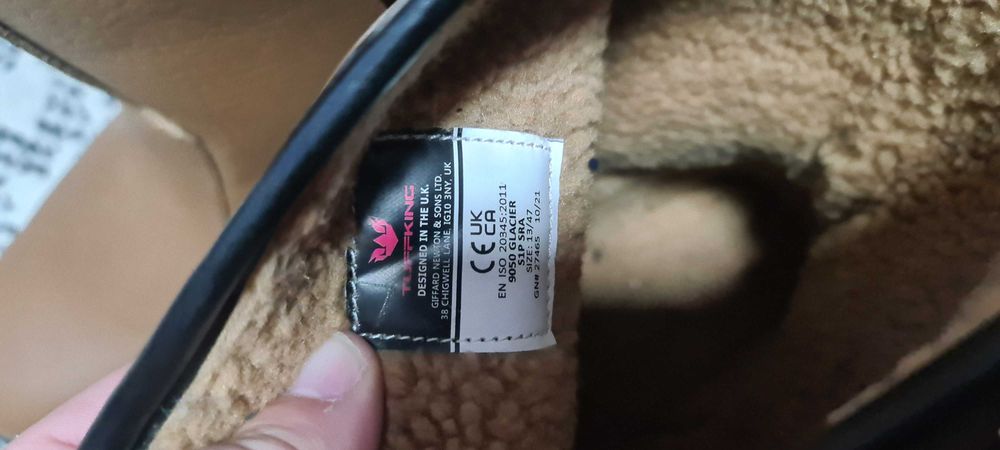 TUFFKING
DESIGNED IN THE U.K.
GIFFARD NEWTON & SONS LTD.
38 CHIGWELL LANE, IG10 3NY, UK
CE UK
CA
EN ISO 20345:2011
9050 GLACIER
S1P SRA
SIZE: 13/47
GN# 27465 10/21